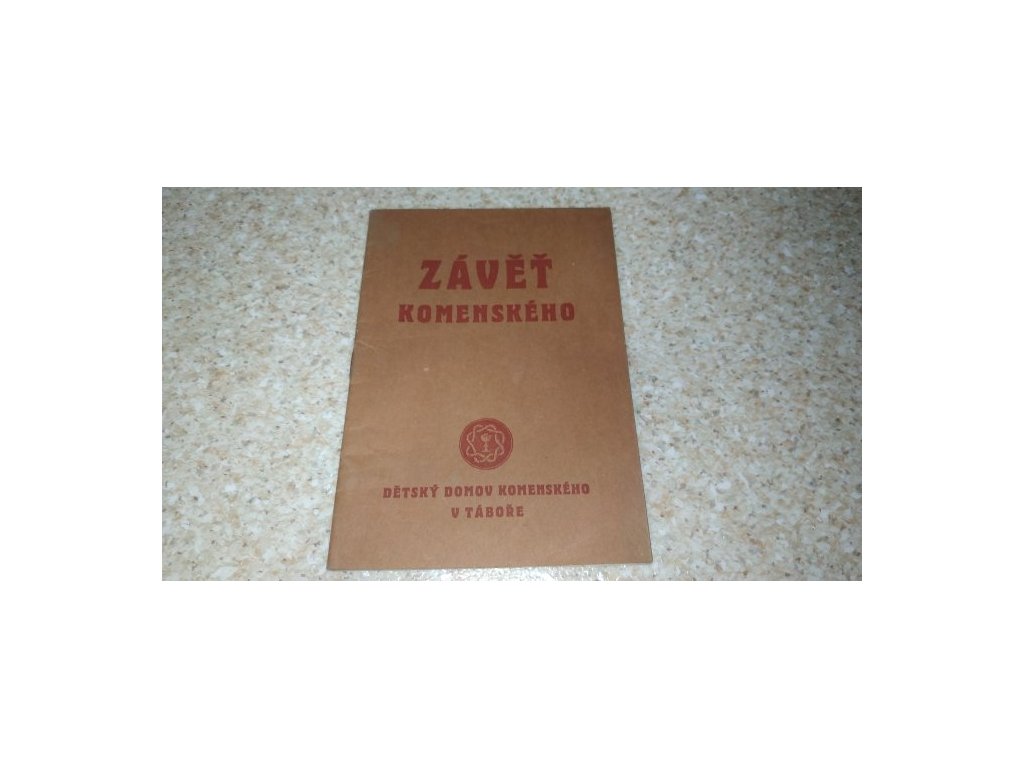 ZÁVĚŤ
KOMENSKÉHO
DĚTSKÝ DOMOV KOMENSKÉHO
V TÁBOŘE